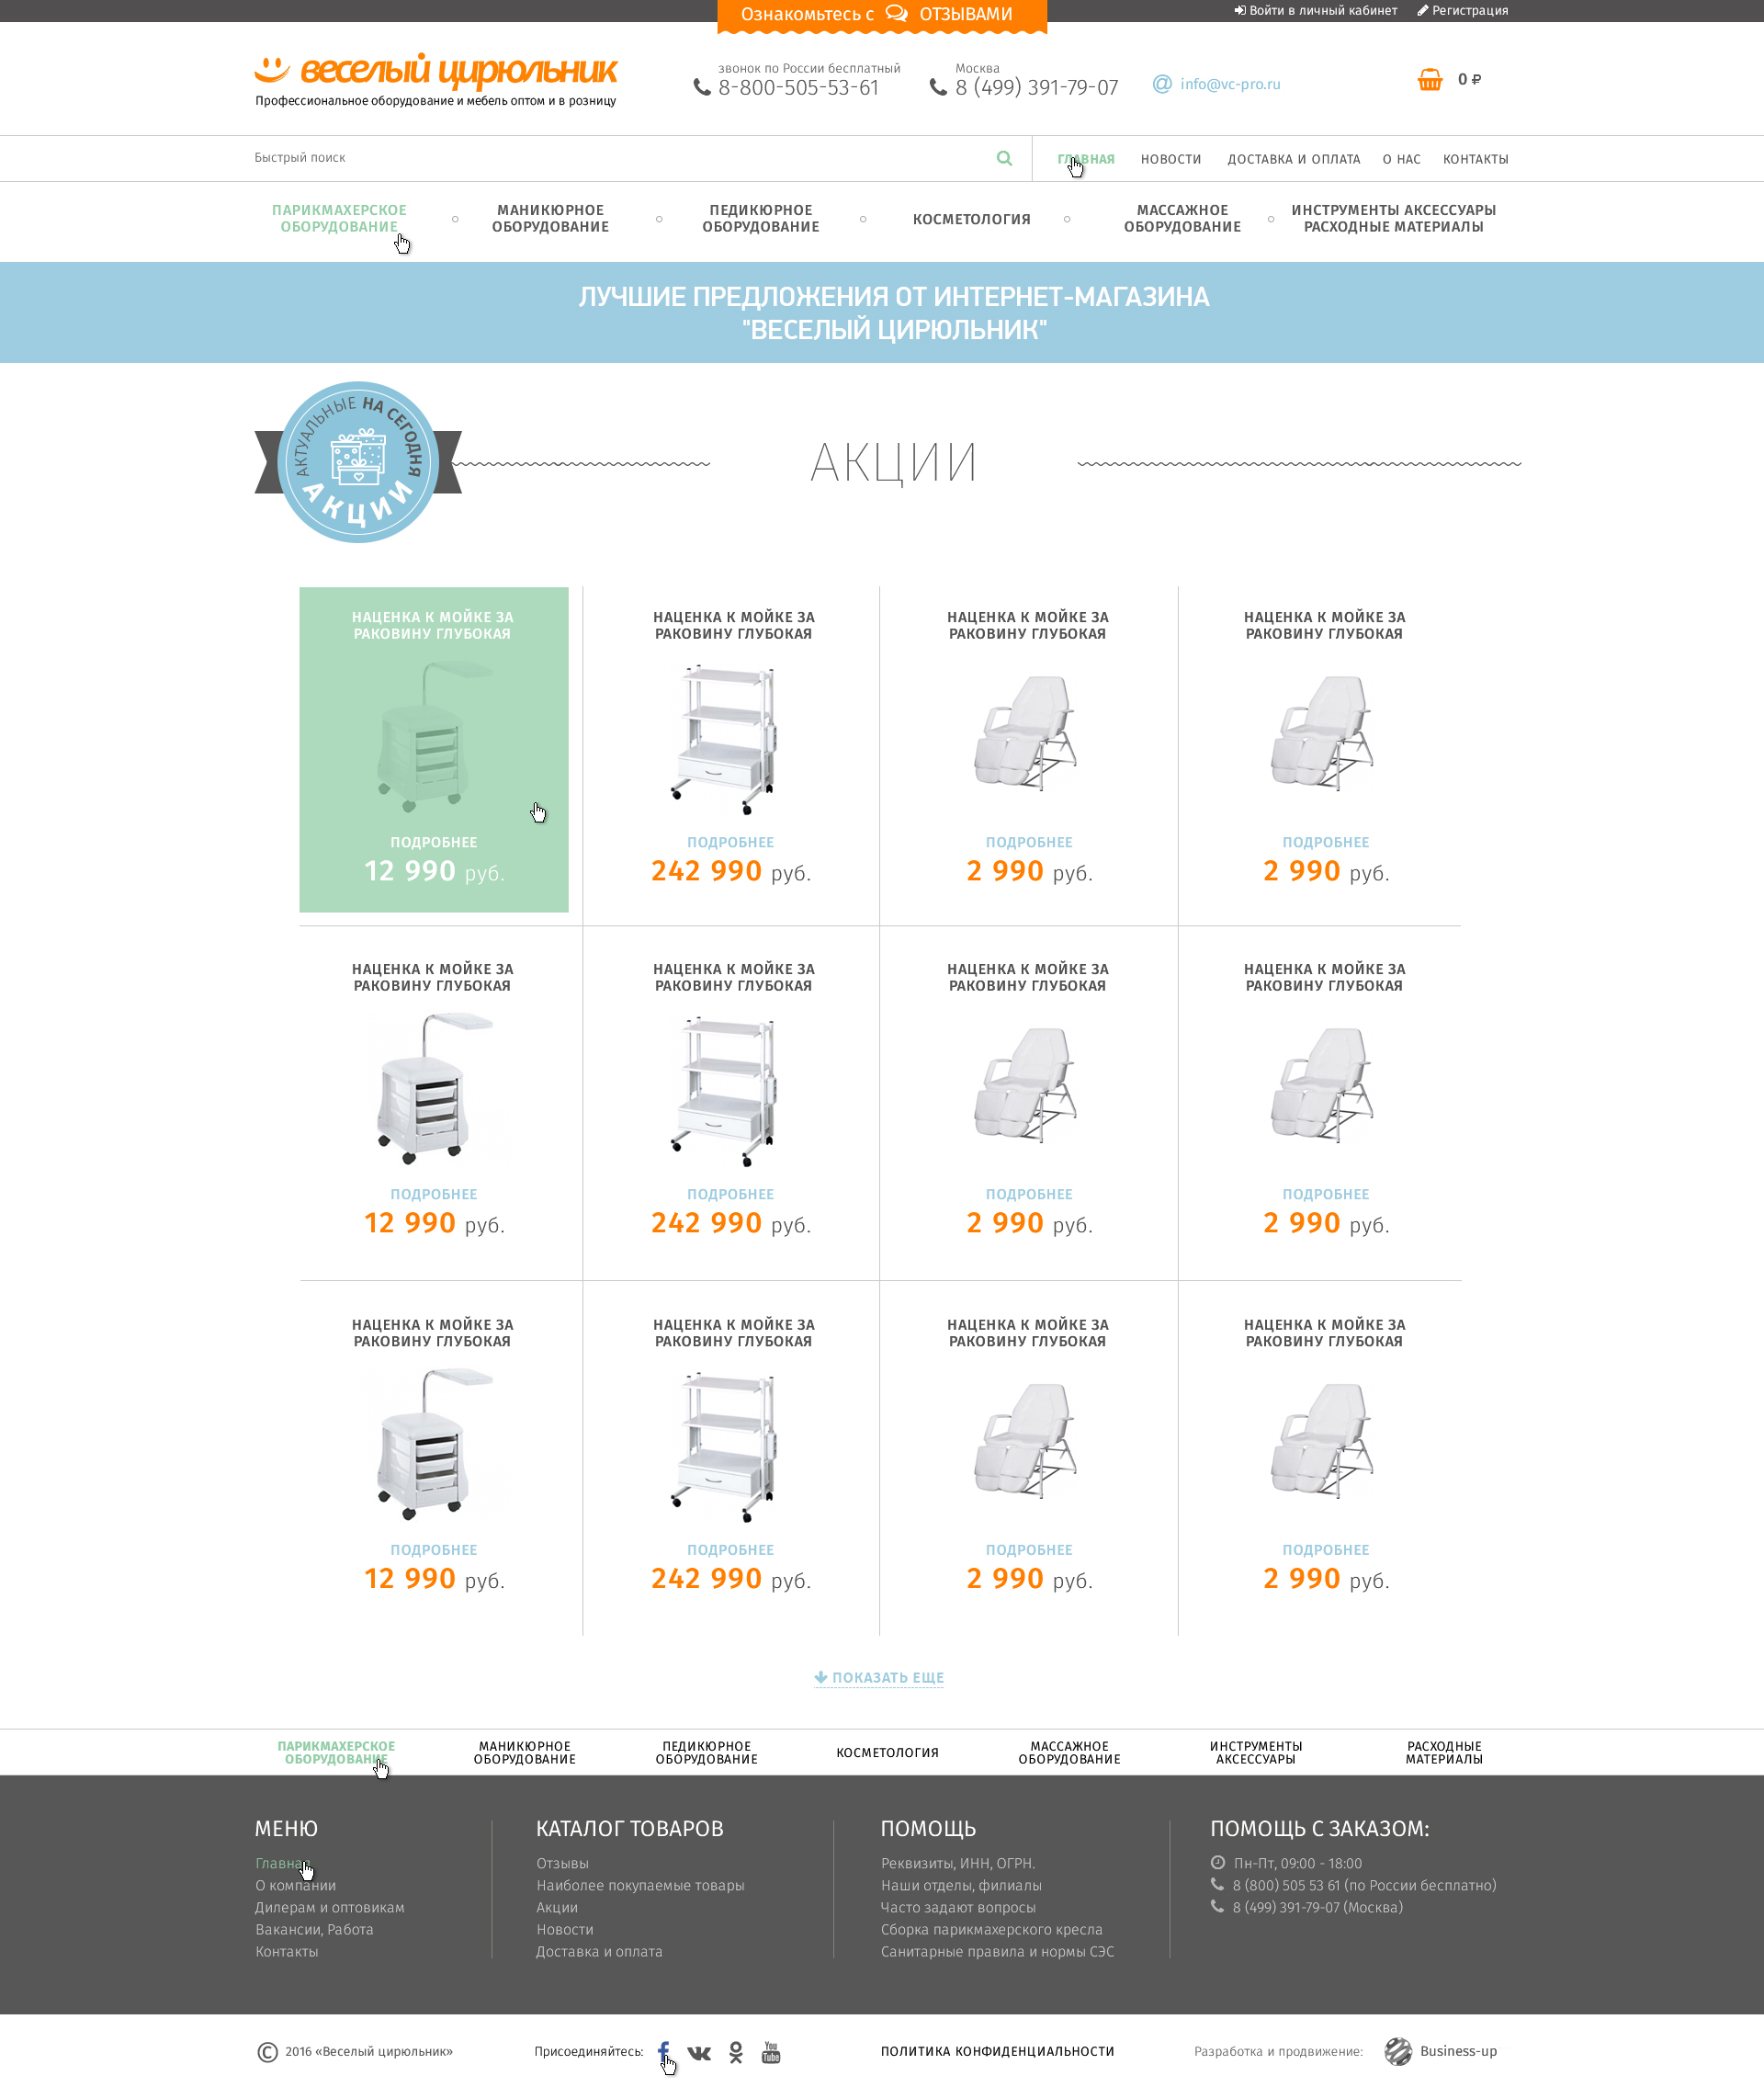 Ознакомьтесь с ОТЗЫВАМИ
Войти в личный кабинет
Регистрация
веселый цирюльник
Профессиональное оборудование и мебель оптом и в розницу
звонок по России бесплатный
8-800-505-53-61
Москва
8 (499) 391-79-07
info@vc-pro.ru
0 ₽
Быстрый поиск
ГЛАВНАЯ
НОВОСТИ
ДОСТАВКА И ОПЛАТА
О НАС
КОНТАКТЫ
ПАРИКМАХЕРСКОЕ
ОБОРУДОВАНИЕ
МАНИКЮРНОЕ
ОБОРУДОВАНИЕ
ПЕДИКЮРНОЕ
ОБОРУДОВАНИЕ
КОСМЕТОЛОГИЯ
МАССАЖНОЕ
ОБОРУДОВАНИЕ
ИНСТРУМЕНТЫ АКСЕССУАРЫ
РАСХОДНЫЕ МАТЕРИАЛЫ
ЛУЧШИЕ ПРЕДЛОЖЕНИЯ ОТ ИНТЕРНЕТ-МАГАЗИНА
"ВЕСЕЛЫЙ ЦИРЮЛЬНИК"
АКТУАЛЬНЫЕ НА СЕГОДНЯ
АКЦИИ
АКЦИИ
НАЦЕНКА К МОЙКЕ ЗА
РАКОВИНУ ГЛУБОКАЯ
ПОДРОБНЕЕ
12 990 руб.
НАЦЕНКА К МОЙКЕ ЗА
РАКОВИНУ ГЛУБОКАЯ
ПОДРОБНЕЕ
242 990 руб.
НАЦЕНКА К МОЙКЕ ЗА
РАКОВИНУ ГЛУБОКАЯ
ПОДРОБНЕЕ
2 990 руб.
НАЦЕНКА К МОЙКЕ ЗА
РАКОВИНУ ГЛУБОКАЯ
ПОДРОБНЕЕ
2 990 руб.
НАЦЕНКА К МОЙКЕ ЗА
РАКОВИНУ ГЛУБОКАЯ
ПОДРОБНЕЕ
12 990 руб.
НАЦЕНКА К МОЙКЕ ЗА
РАКОВИНУ ГЛУБОКАЯ
ПОДРОБНЕЕ
242 990 руб.
НАЦЕНКА К МОЙКЕ ЗА
РАКОВИНУ ГЛУБОКАЯ
ПОДРОБНЕЕ
2 990 руб.
НАЦЕНКА К МОЙКЕ ЗА
РАКОВИНУ ГЛУБОКАЯ
ПОДРОБНЕЕ
2 990 руб.
НАЦЕНКА К МОЙКЕ ЗА
РАКОВИНУ ГЛУБОКАЯ
ПОДРОБНЕЕ
12 990 руб.
НАЦЕНКА К МОЙКЕ ЗА
РАКОВИНУ ГЛУБОКАЯ
ПОДРОБНЕЕ
242 990 руб.
НАЦЕНКА К МОЙКЕ ЗА
РАКОВИНУ ГЛУБОКАЯ
ПОДРОБНЕЕ
2 990 руб.
НАЦЕНКА К МОЙКЕ ЗА
РАКОВИНУ ГЛУБОКАЯ
ПОДРОБНЕЕ
2 990 руб.
ПОКАЗАТЬ ЕЩЕ
ПАРИКМАХЕРСКОЕ
ОБОРУДОВАНИЕ
МАНИКЮРНОЕ
ОБОРУДОВАНИЕ
ПЕДИКЮРНОЕ
ОБОРУДОВАНИЕ
КОСМЕТОЛОГИЯ
МАССАЖНОЕ
ОБОРУДОВАНИЕ
ИНСТРУМЕНТЫ
АКСЕССУАРЫ
РАСХОДНЫЕ
МАТЕРИАЛЫ
МЕНЮ
Главная
О компании
Дилерам и оптовикам
Вакансии, Работа
Контакты
КАТАЛОГ ТОВАРОВ
Отзывы
Наиболее покупаемые товары
Акции
Новости
Доставка и оплата
ПОМОЩЬ
Реквизиты, ИНН, ОГРН.
Наши отделы, филиалы
Часто задают вопросы
Сборка парикмахерского кресла
Санитарные правила и нормы СЭС
ПОМОЩЬ С ЗАКАЗОМ:
Пн-Пт, 09:00 - 18:00
8 (800) 505 53 61 (по России бесплатно)
8 (499) 391-79-07 (Москва)
© 2016 «Веселый цирюльник»
Присоединяйтесь:
You Tube
ПОЛИТИКА КОНФИДЕНЦИАЛЬНОСТИ
Разработка и продвижение:
Business-up